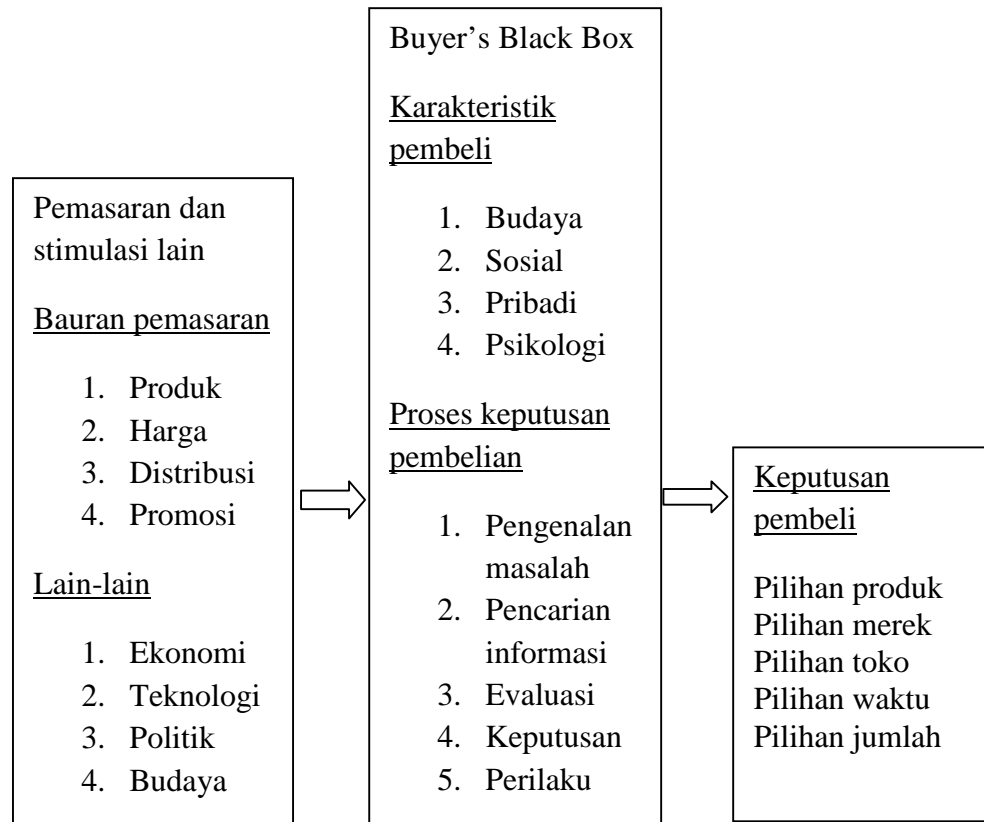 Pemasaran dan
stimulasi lain
Bauran pemasaran
1. Produk
2. Harga
3. Distribusi
4. Promosi
Lain-lain
1. Ekonomi
2. Teknologi
3. Politik
4. Budaya
Buyer’s Black Box
Karakteristik
pembeli
1. Budaya
2. Sosial
3. Pribadi
4. Psikologi
Proses keputusan
pembelian
1. Pengenalan
masalah
2. Pencarian
informasi
3. Evaluasi
4. Keputusan
5. Perilaku
Keputusan
pembeli
Pilihan produk
Pilihan merek
Pilihan toko
Pilihan waktu
Pilihan jumlah